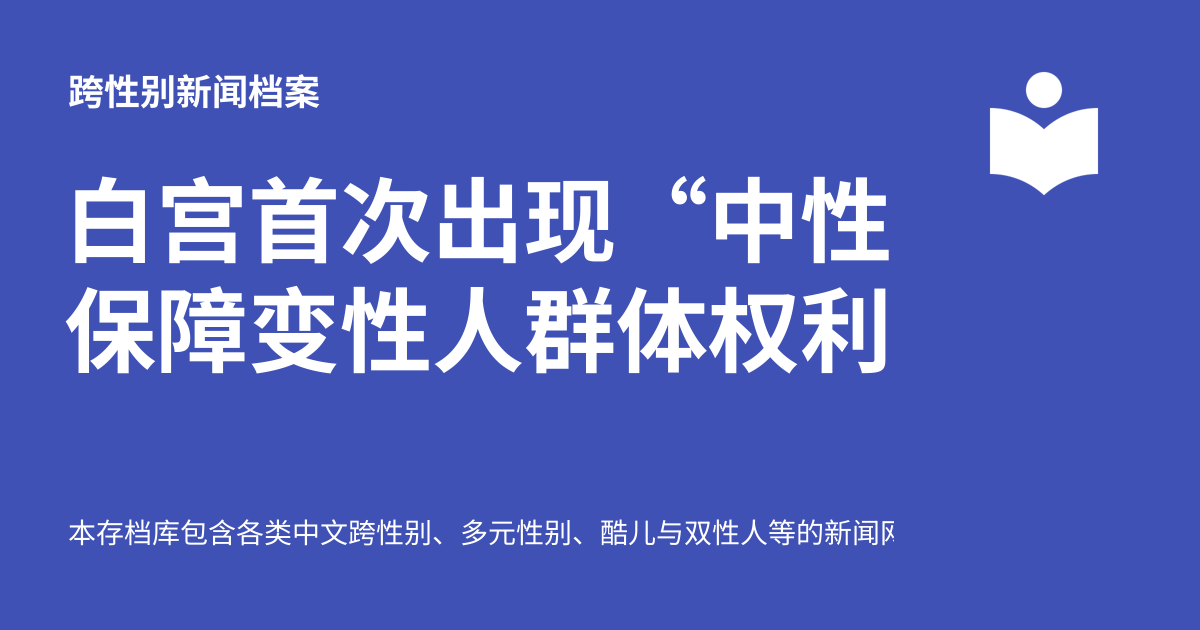 跨性别新闻档案
白宫首次出现“中性
保障变性人群体权利
本存档库包含各类中文跨性别、多元性别、酷儿与双性人等的新闻